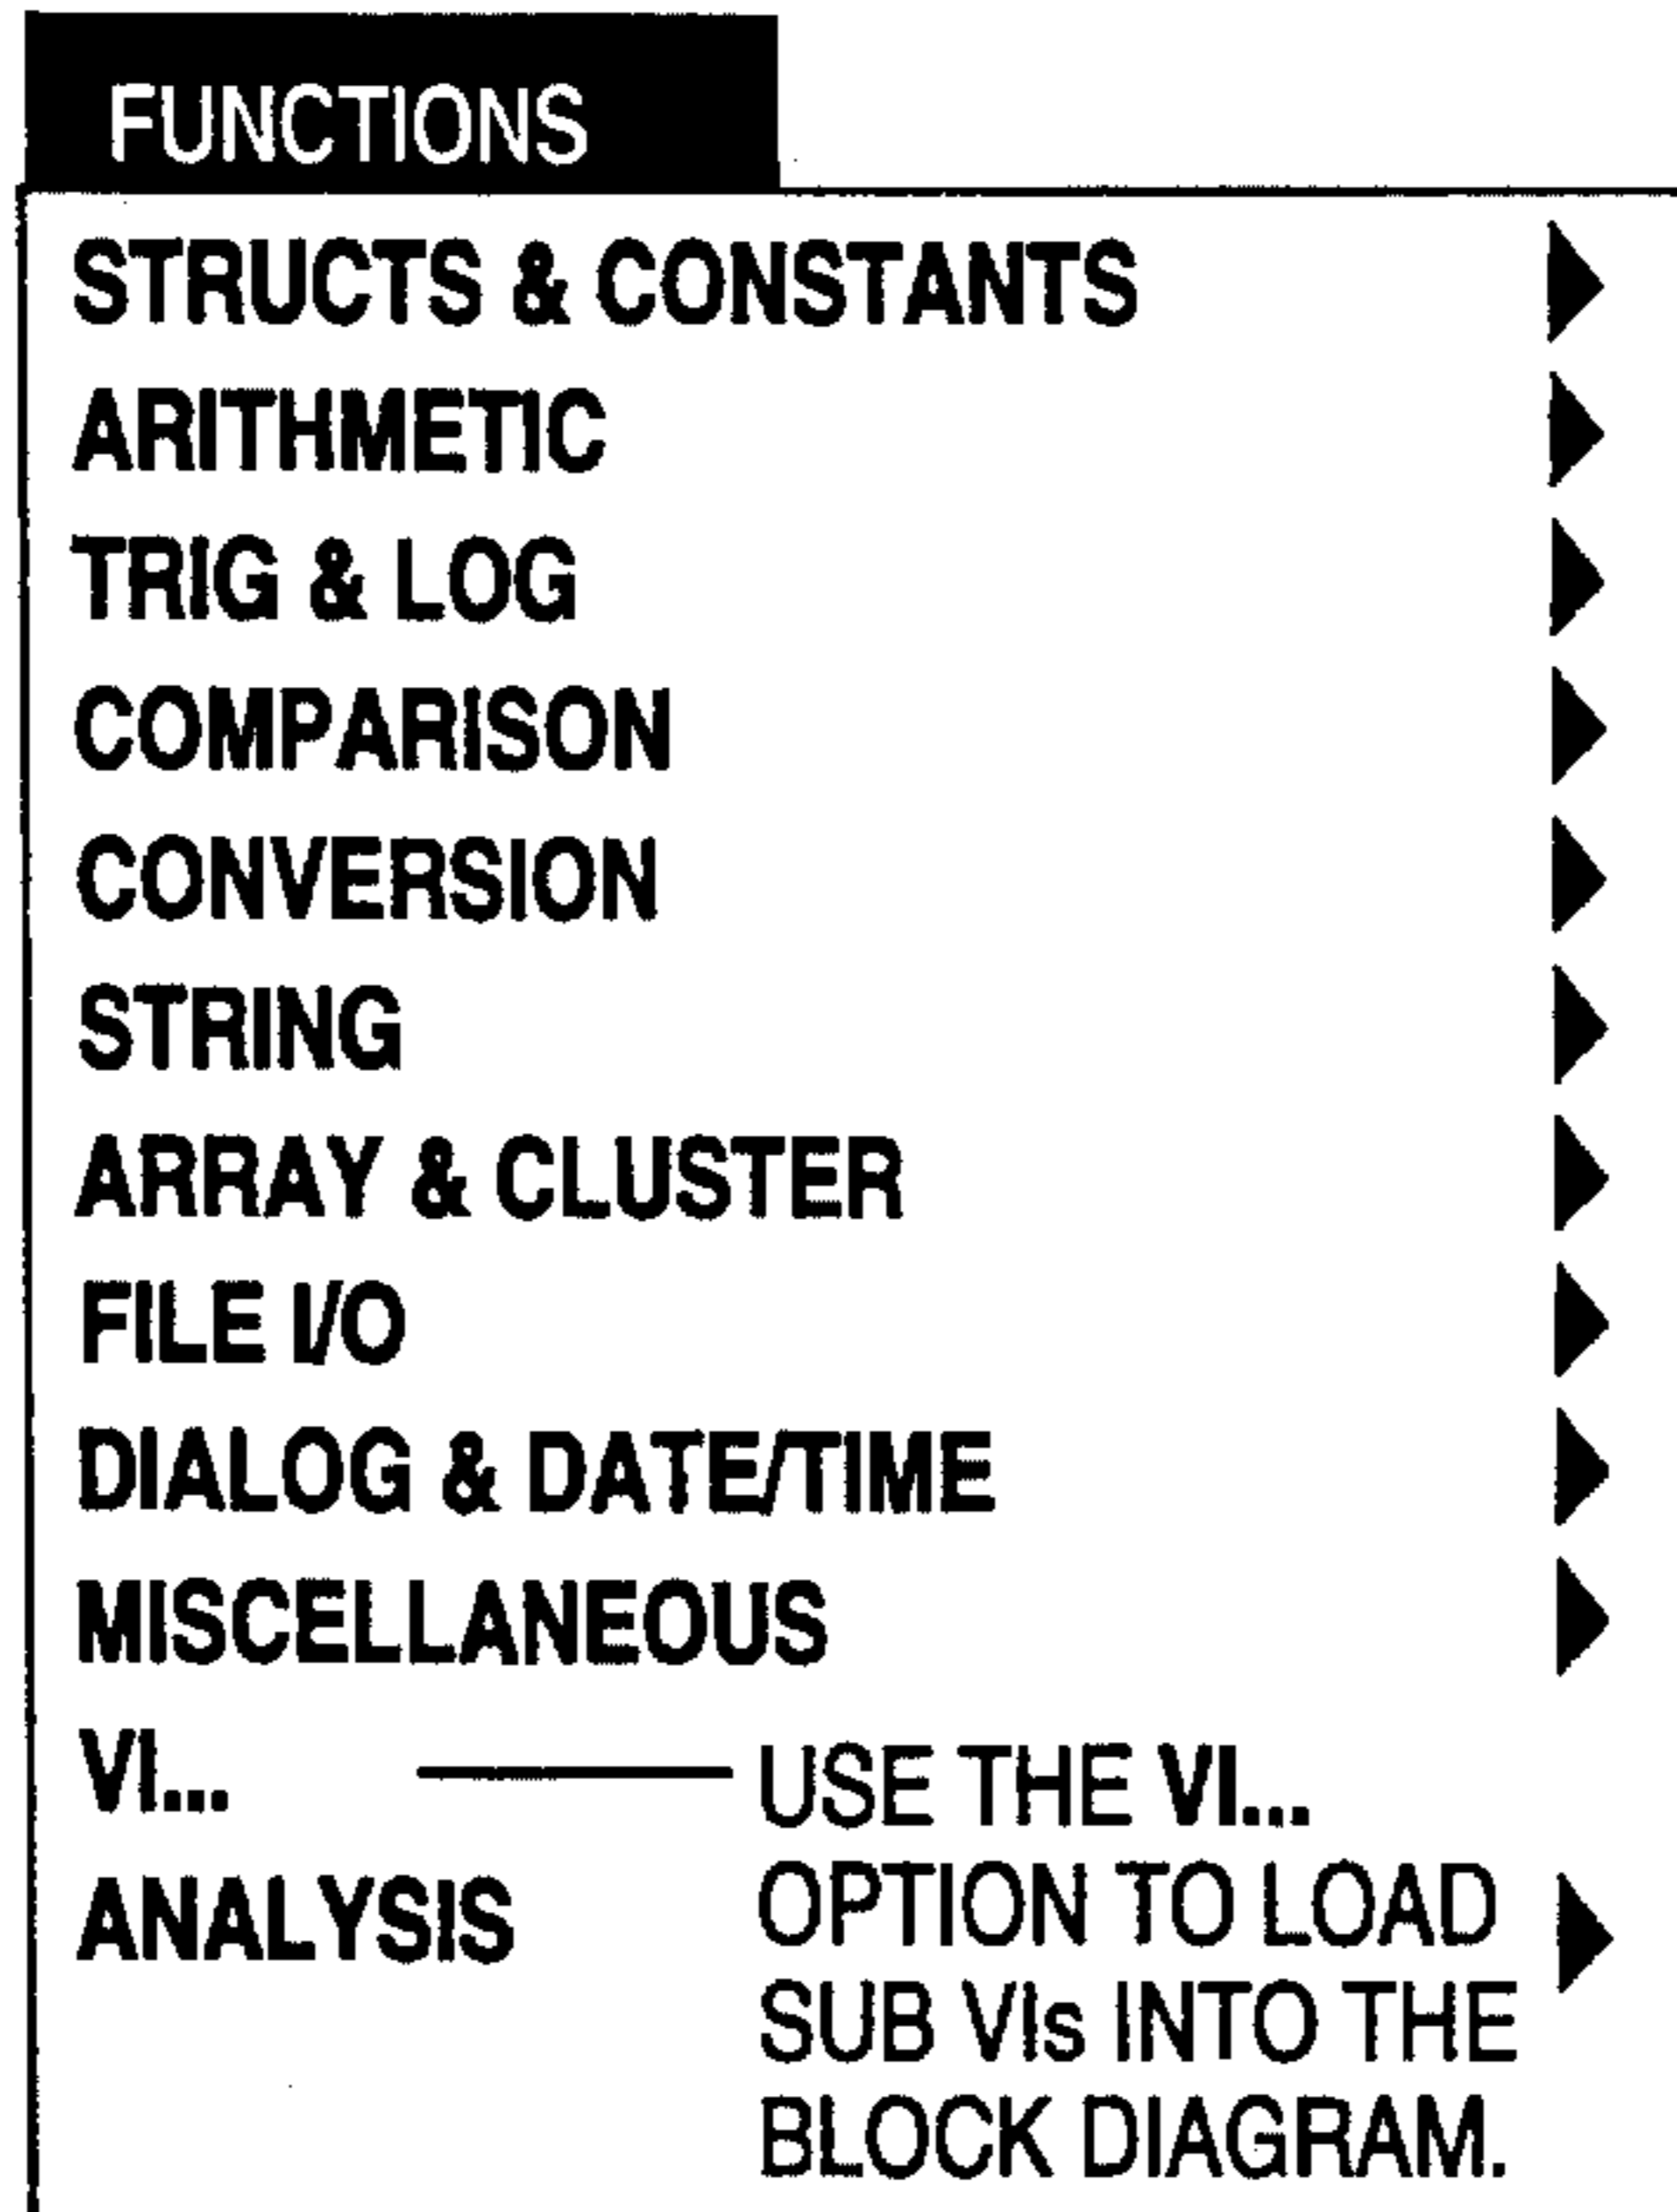 FUNCTIONS
STRUCTS & CONSTANTS
ARITHMETIC
TRIG & LOG
COMPARISON
CONVERSION
STRING
ARRAY & CLUSTER
FILE I/O
DIALOG & DATE/TIME
MISCELLANEOUS
VI...
ANALYSIS
USE THE VI...
OPTION TO LOAD
SUB VIs INTO THE
BLOCK DIAGRAM.